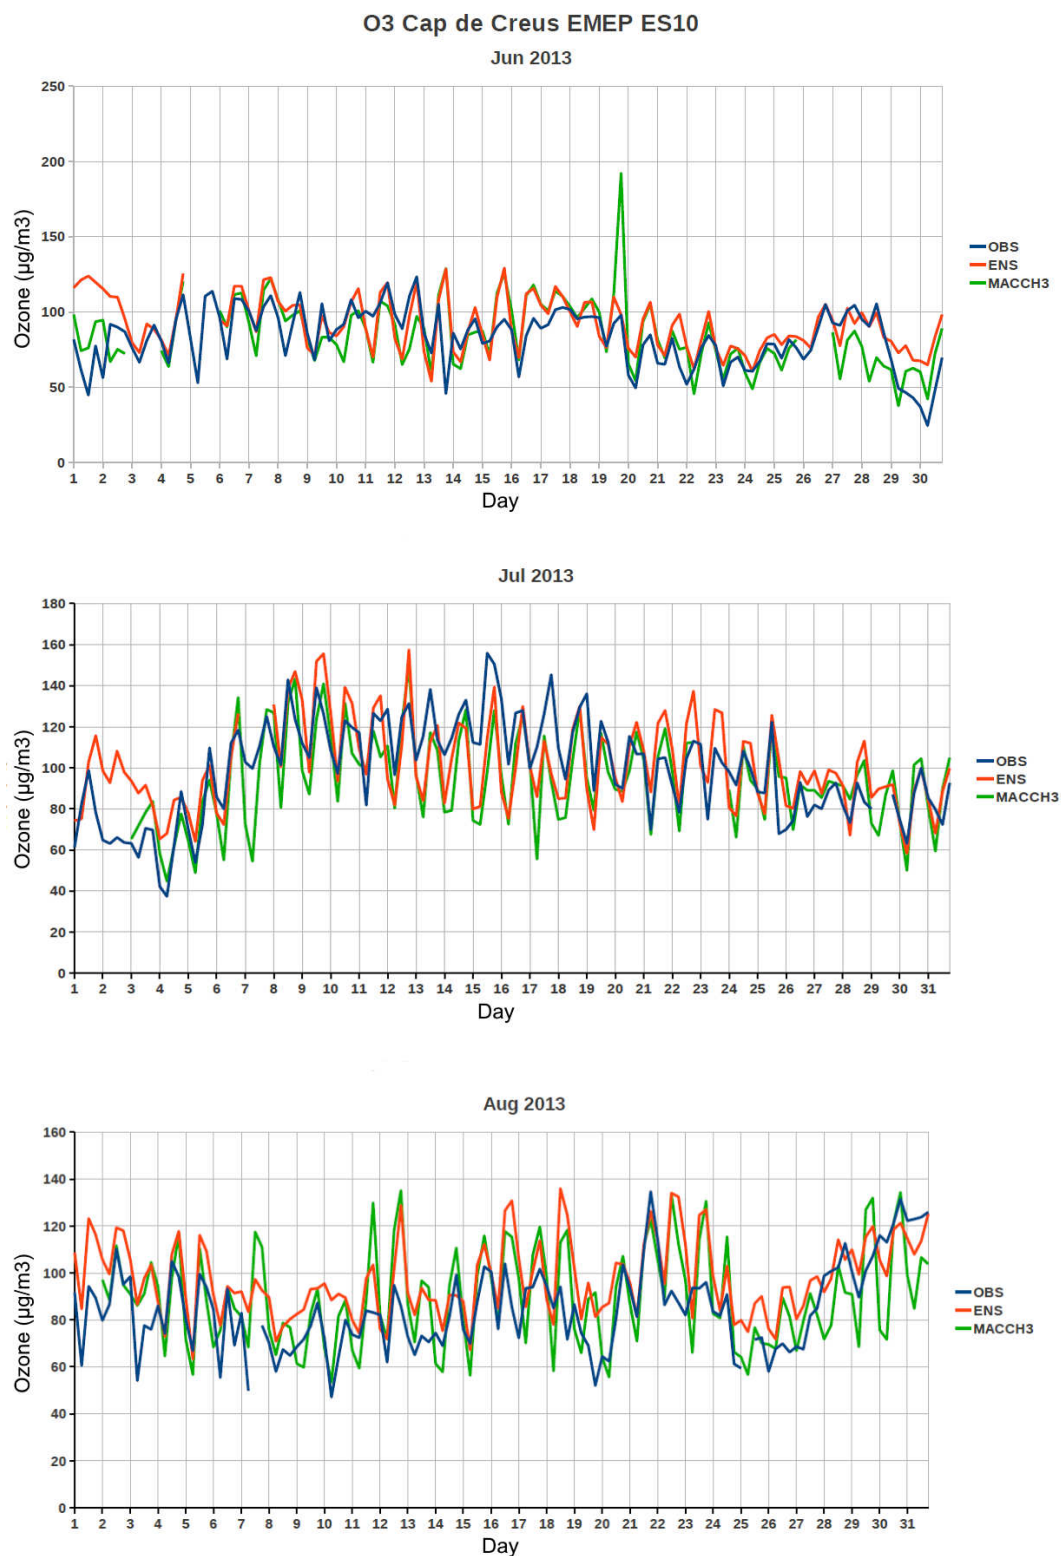 O3 Cap de Creus EMEP ES10
Jun 2013
250
200
150
100
50
0
Ozone (µg/m3)
1 2 3 4 5 6 7 8 9 10 11 12 13 14 15 16 17 18 19 20 21 22 23 24 25 26 27 28 29 30
Day
OBS
ENS
MACCH3
Jul 2013
180
160
140
120
100
80
60
40
20
0
Ozone (µg/m3)
1 2 3 4 5 6 7 8 9 10 11 12 13 14 15 16 17 18 19 20 21 22 23 24 25 26 27 28 29 30 31
Day
OBS
ENS
MACCH3
Aug 2013
160
140
120
100
80
60
40
20
0
Ozone (µg/m3)
1 2 3 4 5 6 7 8 9 10 11 12 13 14 15 16 17 18 19 20 21 22 23 24 25 26 27 28 29 30 31
Day
OBS
ENS
MACCH3